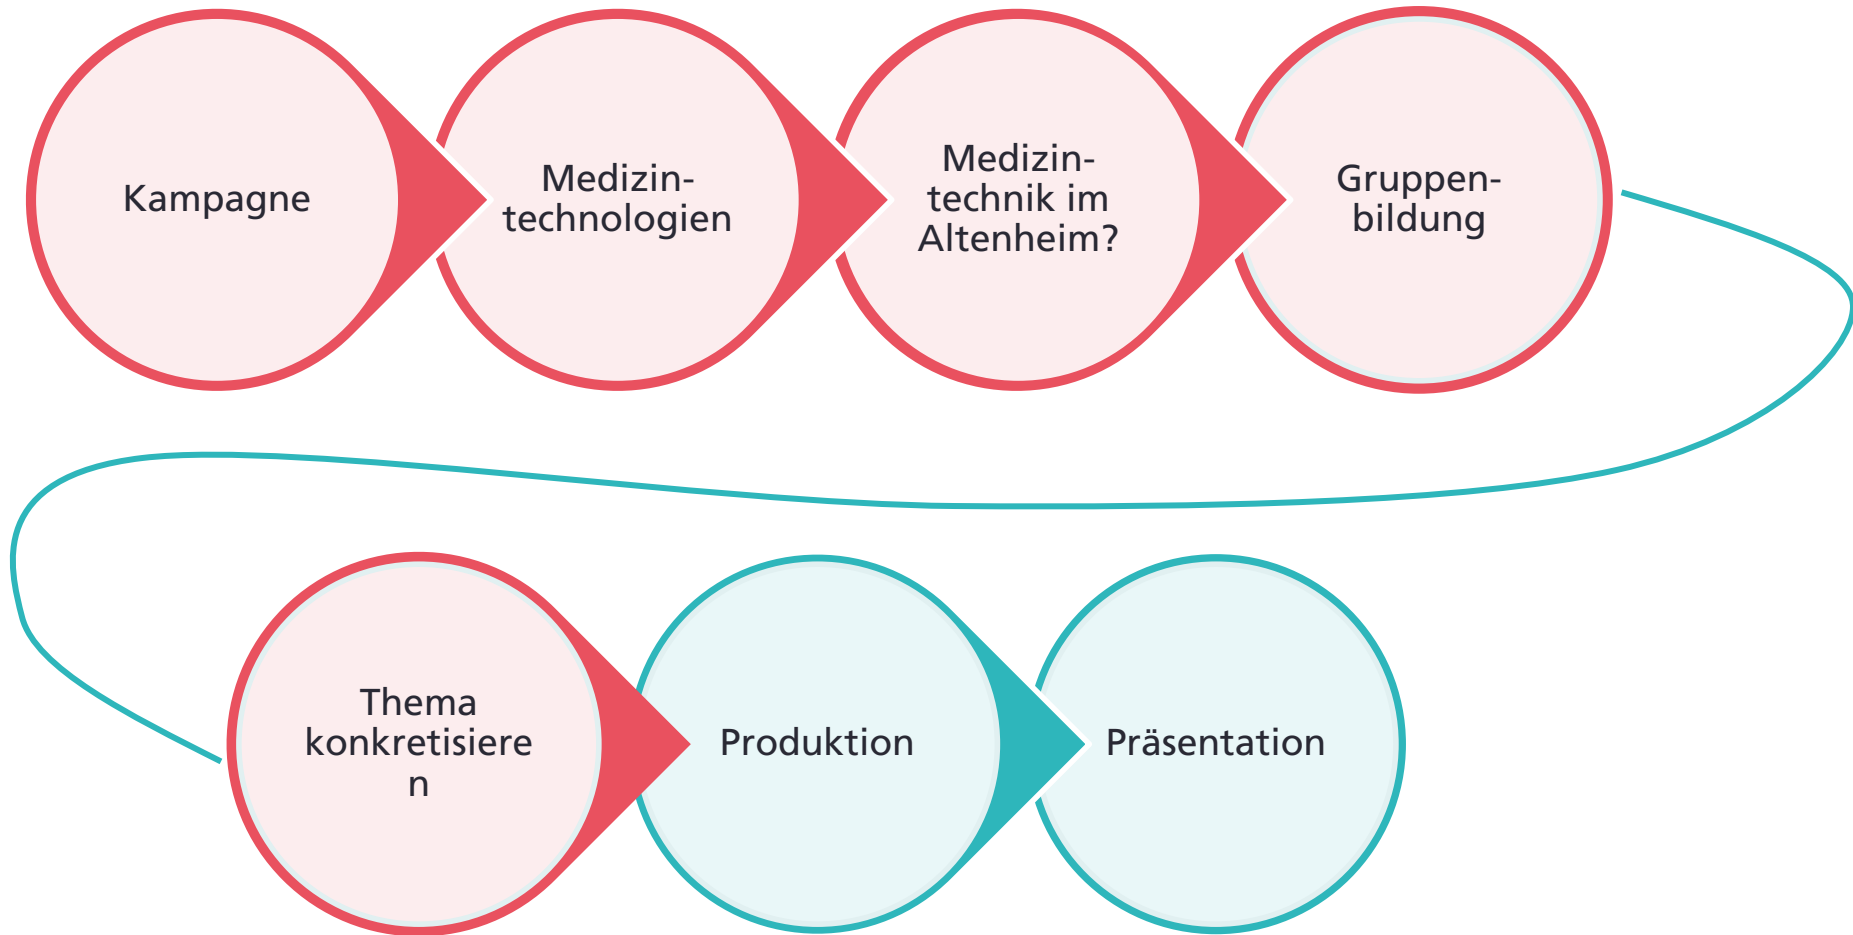 Kampagne
Medizin-
technologien
Medizin-
technik im
Altenheim?
Gruppen-
bildung
Thema
konkretisiere
n
Produktion
Präsentation